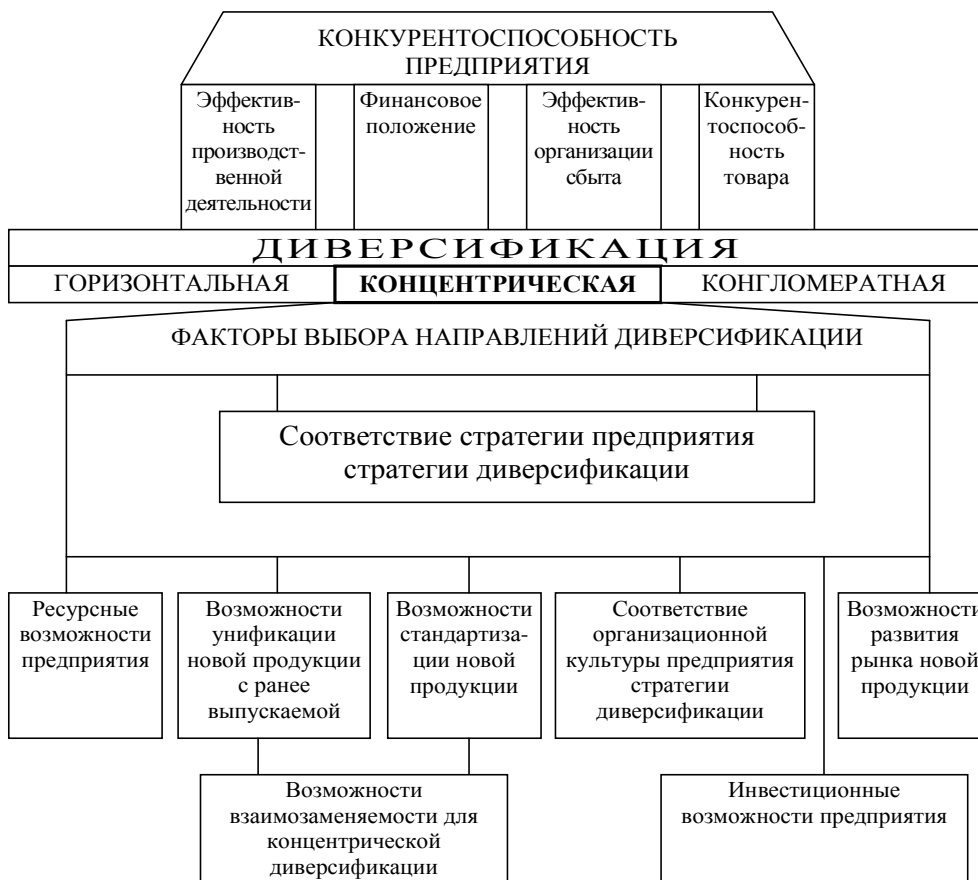 КОНКУРЕНТОСПОСОБНОСТЬ
ПРЕДПРИЯТИЯ
Эффектив-
ность
производст-
венной
деятельности
Финансовое
положение
Эффектив-
ность
организации
сбыта
Конкурен-
тоспособ-
ность
товара
ДИВЕРСИФИКАЦИЯ
ГОРИЗОНТАЛЬНАЯ
КОНЦЕНТРИЧЕСКАЯ
КОНГЛОМЕРАТНАЯ
ФАКТОРЫ ВЫБОРА НАПРАВЛЕНИЙ ДИВЕРСИФИКАЦИИ
Соответствие стратегии предприятия
стратегии диверсификации
Ресурсные
возможности
предприятия
Возможности
унификации
новой продукции
с ранее
выпускаемой
Возможности
стандартиза-
ции новой
продукции
Соответствие
организационной
культуры предприятия
стратегии
диверсификации
Возможности
развития
рынка новой
продукции
Возможности
взаимозаменяемости для
концентрической
диверсификации
Инвестиционные
возможности предприятия